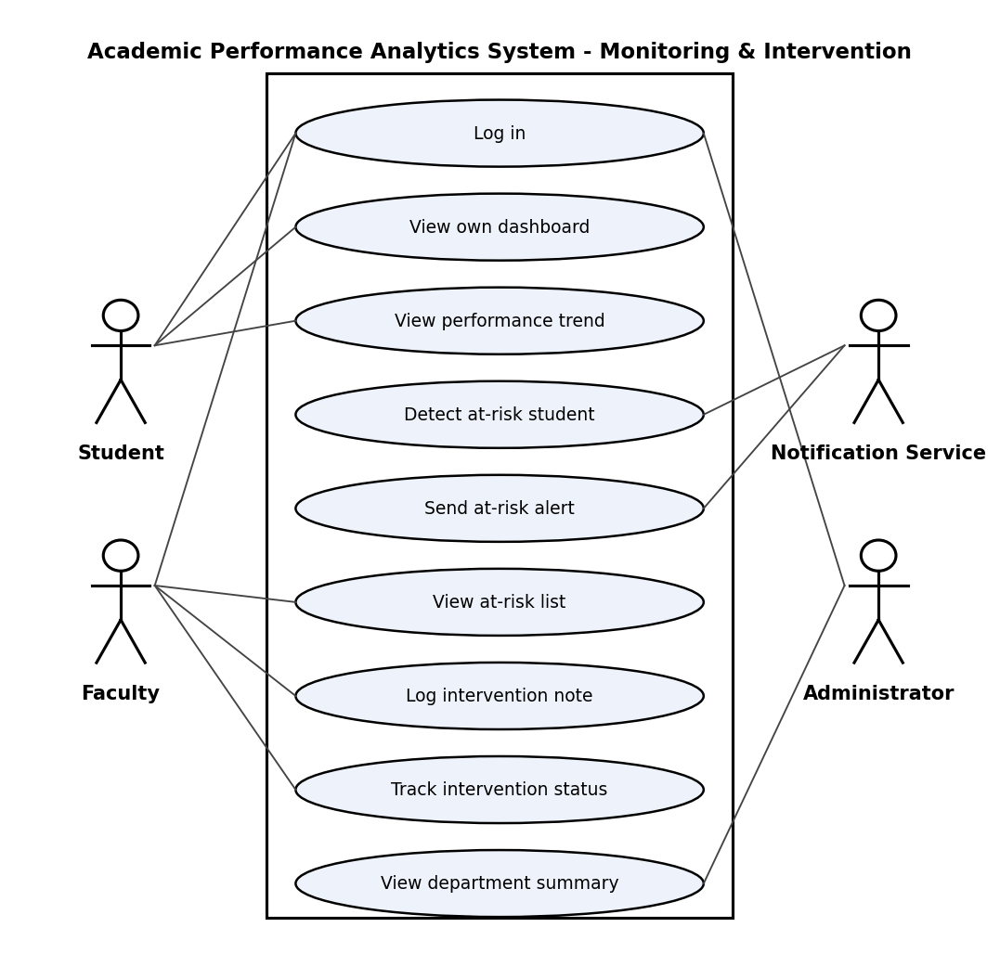 Academic Performance Analytics System - Monitoring & Intervention
Log in
View own dashboard
View performance trend
Detect at-risk student
Student
Notification Service
Send at-risk alert
View at-risk list
Log intervention note
Faculty
Administrator
Track intervention status
View department summary